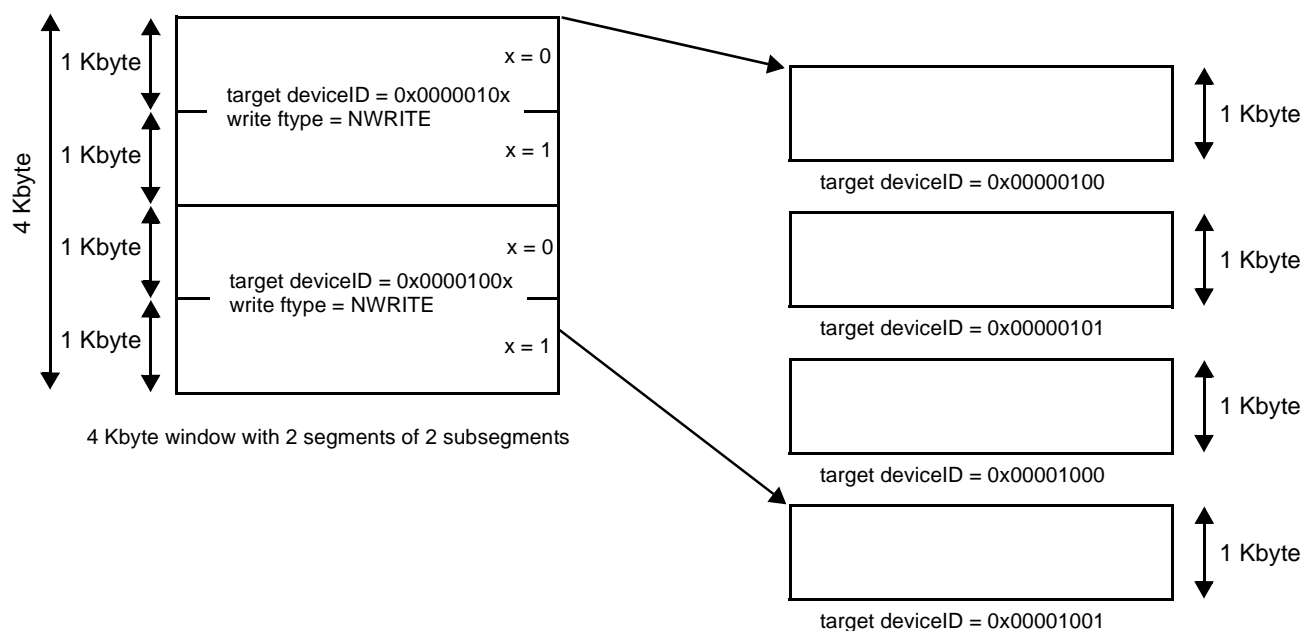 4 Kbyte
1 Kbyte
x = 0
target deviceID = 0x0000010x
write ftype = NWRITE
1 Kbyte
x = 1
1 Kbyte
x = 0
target deviceID = 0x0000100x
write ftype = NWRITE
1 Kbyte
x = 1
4 Kbyte window with 2 segments of 2 subsegments
1 Kbyte
target deviceID = 0x00000100
1 Kbyte
target deviceID = 0x00000101
1 Kbyte
target deviceID = 0x00001000
1 Kbyte
target deviceID = 0x00001001